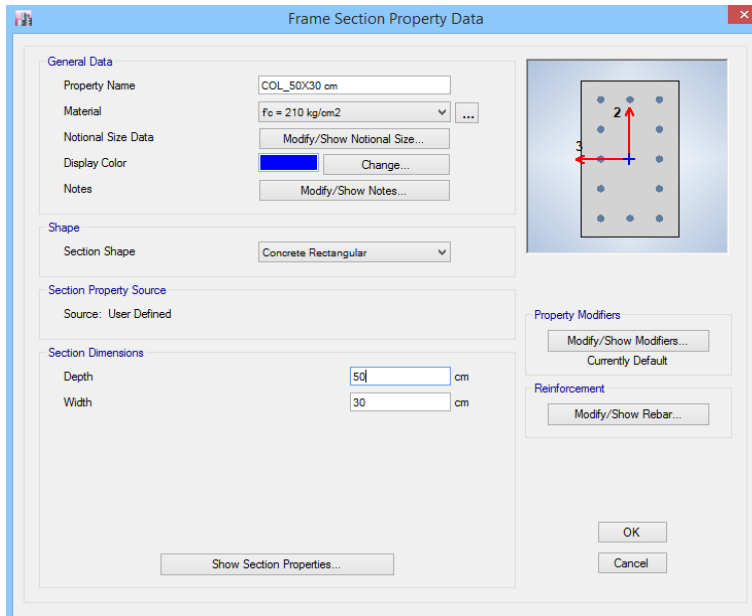 Frame Section Property Data
General Data
Property Name COL_50X30 cm
Material f'c = 210 kg/cm2 ...
Notional Size Data Modify/Show Notional Size...
Display Color Change...
Notes Modify/Show Notes...
2
3
Shape
Section Shape Concrete Rectangular
Section Property Source
Source: User Defined
Property Modifiers
Modify/Show Modifiers...
Currently Default
Section Dimensions
Depth 50 cm
Width 30 cm
Reinforcement
Modify/Show Rebar...
Show Section Properties...
OK
Cancel